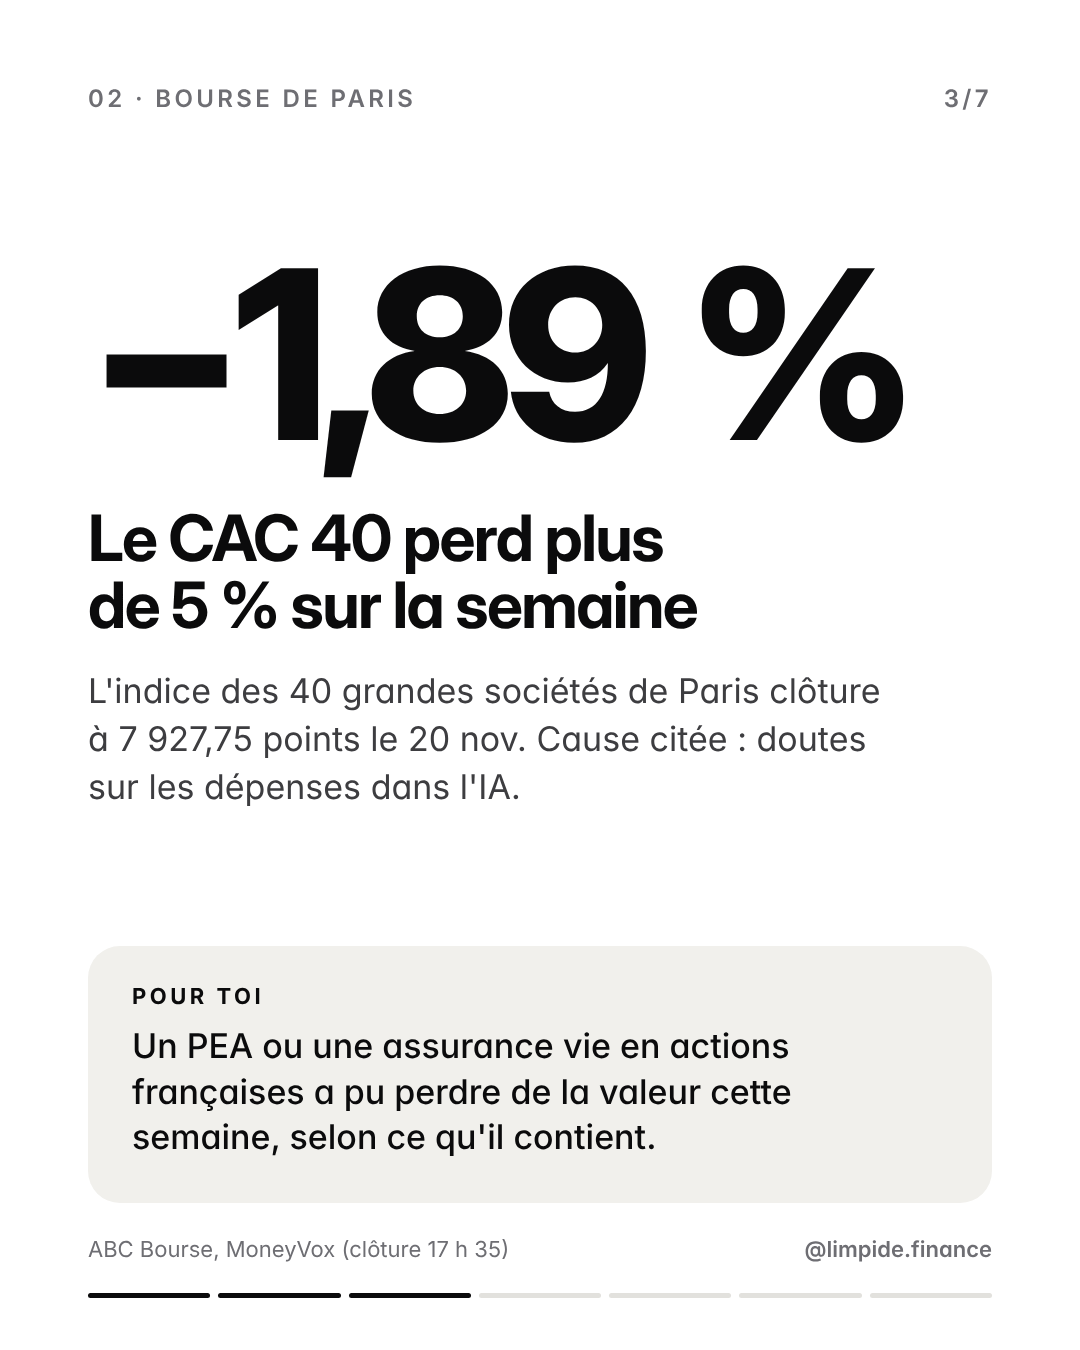 02 · BOURSE DE PARIS
3/7
−1,89 %
Le CAC 40 perd plus
de 5 % sur la semaine
L'indice des 40 grandes sociétés de Paris clôture
à 7 927,75 points le 20 nov. Cause citée : doutes
sur les dépenses dans l'IA.
POUR TOI
Un PEA ou une assurance vie en actions
françaises a pu perdre de la valeur cette
semaine, selon ce qu'il contient.
ABC Bourse, MoneyVox (clôture 17 h 35)
@limpide.finance